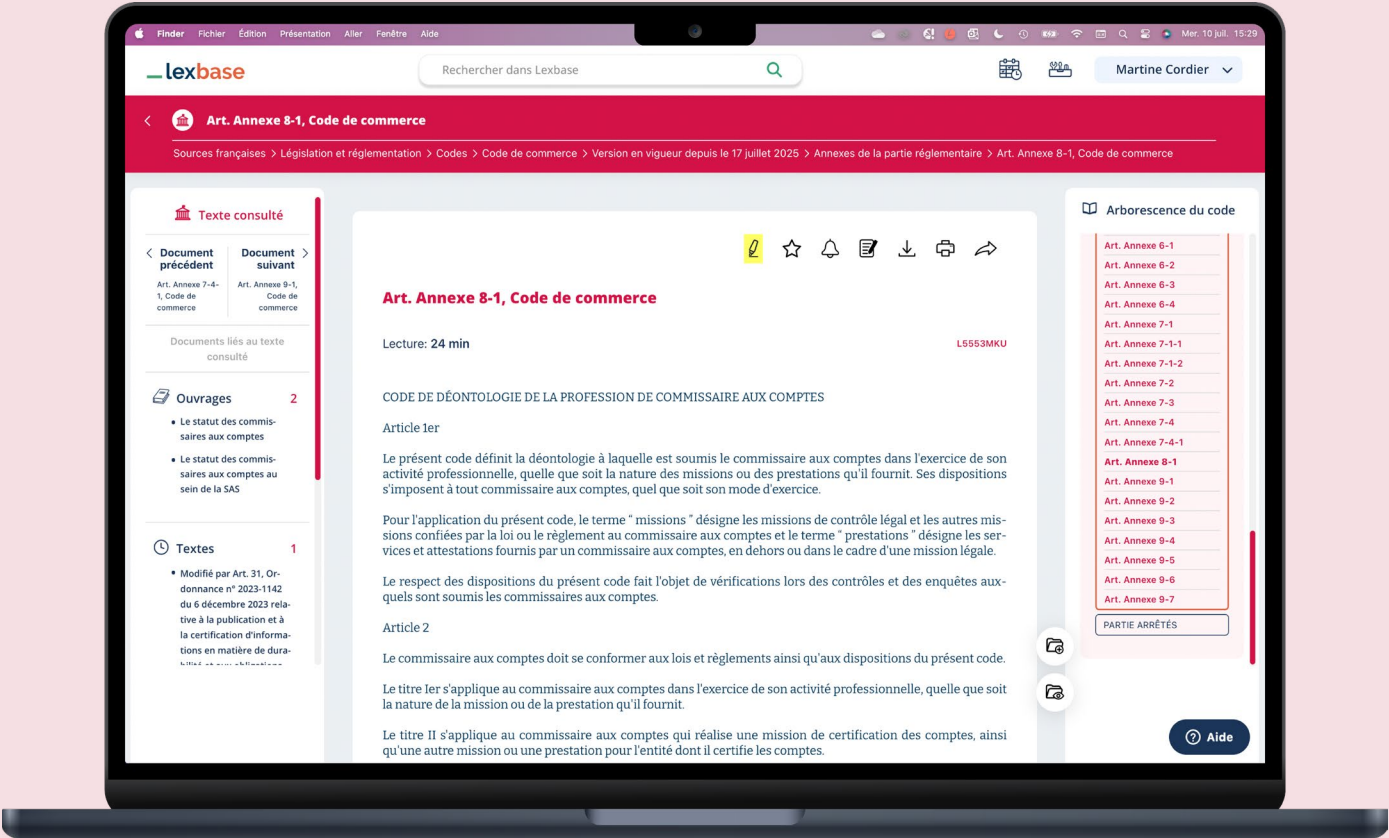 Finder Fichier Édition Présentation Aller Fenêtre Aide
Mer. 10 juil. 15:29
lexbase
Rechercher dans Lexbase
Martine Cordier
Art. Annexe 8-1, Code de commerce
Sources françaises > Législation et réglementation > Codes > Code de commerce > Version en vigueur depuis le 17 juillet 2025 > Annexes de la partie réglementaire > Art. Annexe 8-1, Code de commerce
Texte consulté
Document
précédent
Art. Annexe 7-4-
1, Code de
commerce
Document
suivant
Art. Annexe 9-1,
Code de
commerce
Documents liés au texte
consulté
Ouvrages 2
• Le statut des commis-
saires aux comptes
• Le statut des commis-
saires aux comptes au
sein de la SAS
Textes 1
• Modifié par Art. 31, Or-
donnance n° 2023-1142
du 6 décembre 2023 rela-
tive à la publication et à
la certification d'informa-
tions en matière de dura-
Art. Annexe 8-1, Code de commerce
Lecture: 24 min
L5553MKU
CODE DE DÉONTOLOGIE DE LA PROFESSION DE COMMISSAIRE AUX COMPTES
Article 1er
Le présent code définit la déontologie à laquelle est soumis le commissaire aux comptes dans l'exercice de son
activité professionnelle, quelle que soit la nature des missions ou des prestations qu'il fournit. Ses dispositions
s'imposent à tout commissaire aux comptes, quel que soit son mode d'exercice.
Pour l'application du présent code, le terme " missions " désigne les missions de contrôle légal et les autres mis-
sions confiées par la loi ou le règlement au commissaire aux comptes et le terme " prestations " désigne les ser-
vices et attestations fournis par un commissaire aux comptes, en dehors ou dans le cadre d'une mission légale.
Le respect des dispositions du présent code fait l'objet de vérifications lors des contrôles et des enquêtes aux-
quels sont soumis les commissaires aux comptes.
Article 2
Le commissaire aux comptes doit se conformer aux lois et règlements ainsi qu'aux dispositions du présent code.
Le titre Ier s'applique au commissaire aux comptes dans l'exercice de son activité professionnelle, quelle que soit
la nature de la mission ou de la prestation qu'il fournit.
Le titre II s'applique au commissaire aux comptes qui réalise une mission de certification des comptes, ainsi
qu'une autre mission ou une prestation pour l'entité dont il certifie les comptes.
Arborescence du code
Art. Annexe 6-1
Art. Annexe 6-2
Art. Annexe 6-3
Art. Annexe 6-4
Art. Annexe 7-1
Art. Annexe 7-1-1
Art. Annexe 7-1-2
Art. Annexe 7-2
Art. Annexe 7-3
Art. Annexe 7-4
Art. Annexe 7-4-1
Art. Annexe 8-1
Art. Annexe 9-1
Art. Annexe 9-2
Art. Annexe 9-3
Art. Annexe 9-4
Art. Annexe 9-5
Art. Annexe 9-6
Art. Annexe 9-7
PARTIE ARRÊTÉS
Aide